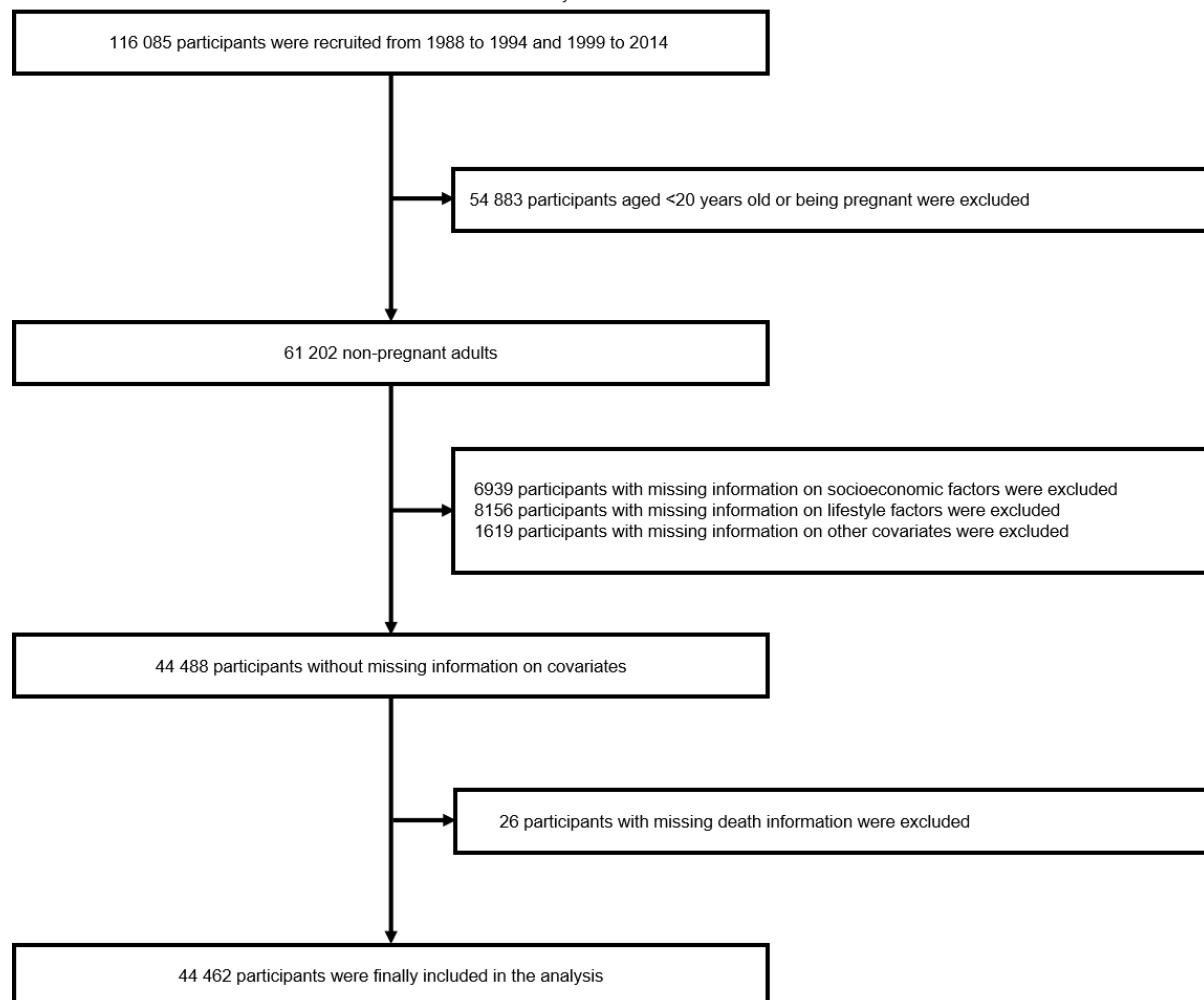 116 085 participants were recruited from 1988 to 1994 and 1999 to 2014
54 883 participants aged <20 years old or being pregnant were excluded
61 202 non-pregnant adults
6939 participants with missing information on socioeconomic factors were excluded
8156 participants with missing information on lifestyle factors were excluded
1619 participants with missing information on other covariates were excluded
44 488 participants without missing information on covariates
26 participants with missing death information were excluded
44 462 participants were finally included in the analysis